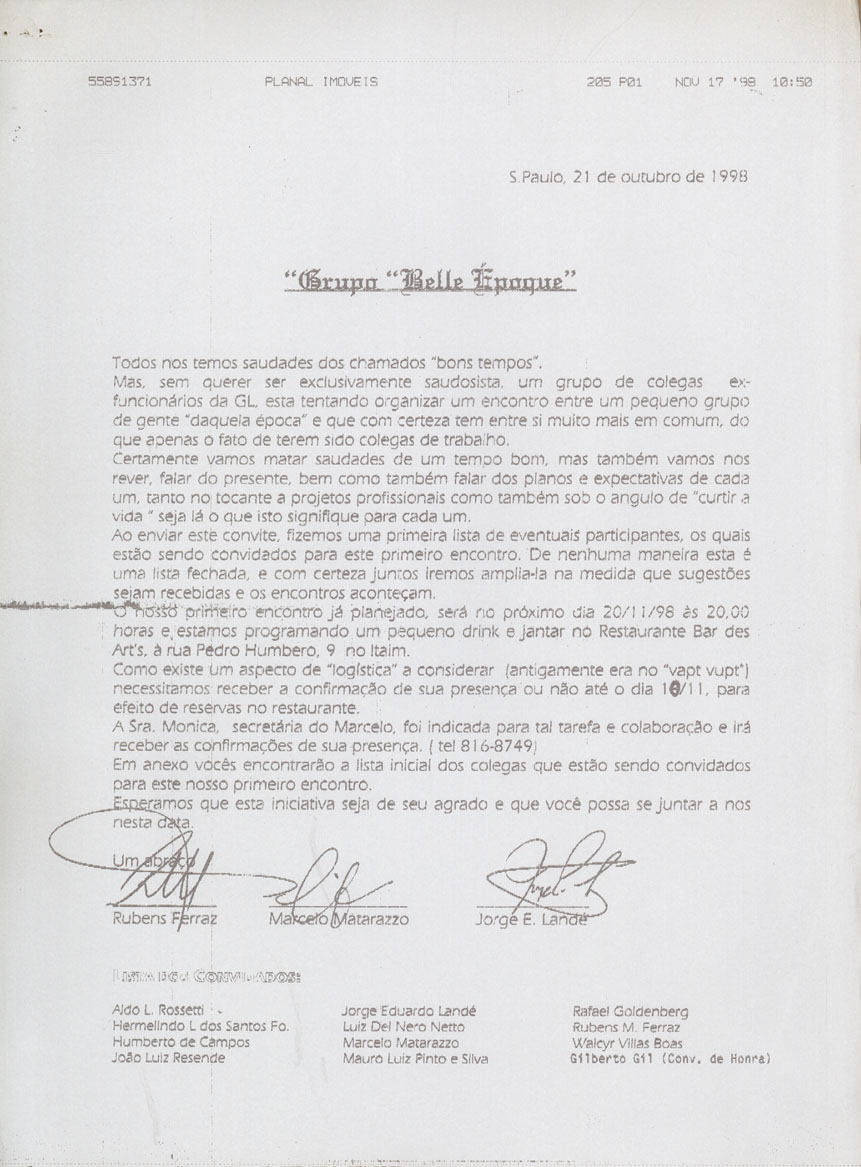 55891371 PLANAL IMOVEIS 205 P01 NOV 17 '98 10:50
S.Paulo, 21 de outubro de 1998
“Grupo “Belle Époque”
Todos nos temos saudades dos chamados "bons tempos".
Mas, sem querer ser exclusivamente saudosista, um grupo de colegas ex-
funcionários da GL, esta tentando organizar um encontro entre um pequeno grupo
de gente "daquela época" e que com certeza tem entre si muito mais em comum, do
que apenas o fato de terem sido colegas de trabalho.
Certamente vamos matar saudades de um tempo bom, mas também vamos nos
rever, falar do presente, bem como também falar dos planos e expectativas de cada
um, tanto no tocante a projetos profissionais como também sob o angulo de "curtir a
vida " seja lá o que isto signifique para cada um.
Ao enviar este convite, fizemos uma primeira lista de eventuais participantes, os quais
estão sendo convidados para este primeiro encontro. De nenhuma maneira esta é
uma lista fechada, e com certeza juntos iremos amplia-la na medida que sugestões
sejam recebidas e os encontros aconteçam.
O nosso primeiro encontro já planejado, será no próximo dia 20/11/98 às 20,00
horas e estamos programando um pequeno drink e jantar no Restaurante Bar des
Art's, à rua Pedro Humbero, 9 no Itaim.
Como existe um aspecto de "logística" a considerar (antigamente era no "vapt vupt")
necessitamos receber a confirmação de sua presença ou não até o dia 10/11, para
efeito de reservas no restaurante.
A Sra. Monica, secretária do Marcelo, foi indicada para tal tarefa e colaboração e irá
receber as confirmações de sua presença. ( tel 816-8749)
Em anexo vocês encontrarão a lista inicial dos colegas que estão sendo convidados
para este nosso primeiro encontro.
Esperamos que esta iniciativa seja de seu agrado e que você possa se juntar a nos
nesta data.
Um abraço
Rubens Ferraz Marcelo Matarazzo Jorge E. Landé
LISTA DOS CONVIDADOS:
Aldo L. Rossetti Jorge Eduardo Landé Rafael Goldenberg
Hermelindo L dos Santos Fo. Luiz Del Nero Netto Rubens M. Ferraz
Humberto de Campos Marcelo Matarazzo Walcyr Villas Boas
João Luiz Resende Mauro Luiz Pinto e Silva Gilberto Gil (Conv. de Honra)